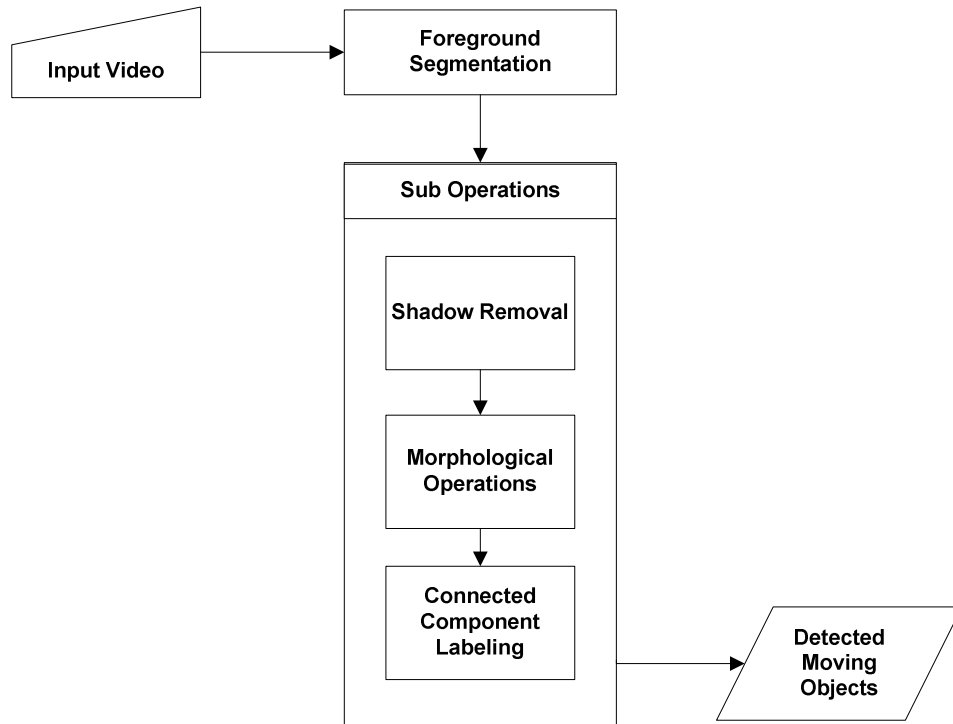 Input Video
Foreground
Segmentation
Sub Operations
Shadow Removal
Morphological
Operations
Connected
Component
Labeling
Detected
Moving
Objects